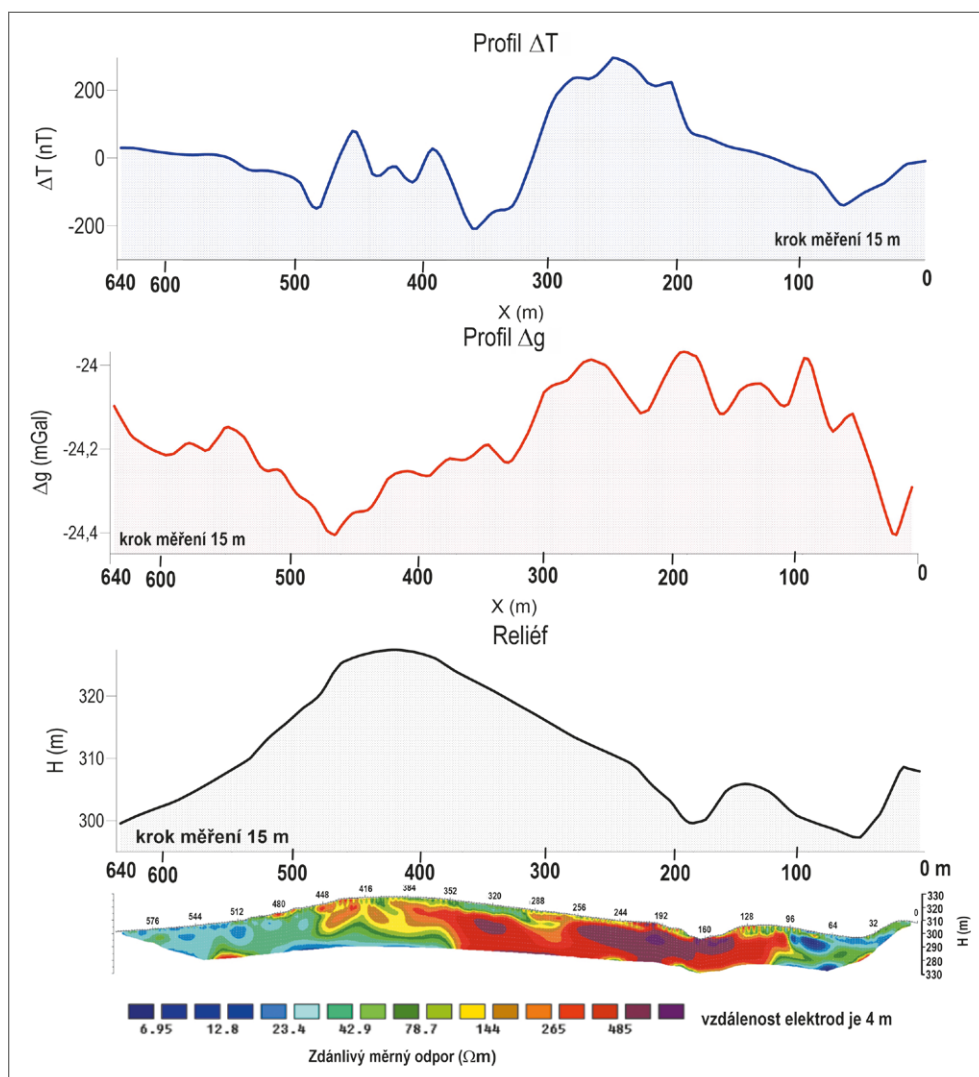 Profil ΔT
200
0
-200
ΔT (nT)
krok měření 15 m
640 600 500 400 300 200 100 0
X (m)
Profil Δg
-24
-24,2
-24,4
Δg (mGal)
krok měření 15 m
640 600 500 400 300 200 100 0
X (m)
Reliéf
320
310
300
H (m)
krok měření 15 m
640 600 500 400 300 200 100 0 m
576 544 512 480 448 416 384 352 320 288 256 244 192 160 128 96 64 32 0
330
320
310
300
290
280
330
H (m)
6.95 12.8 23.4 42.9 78.7 144 265 485
vzdálenost elektrod je 4 m
Zdánlivý měrný odpor (Ωm)